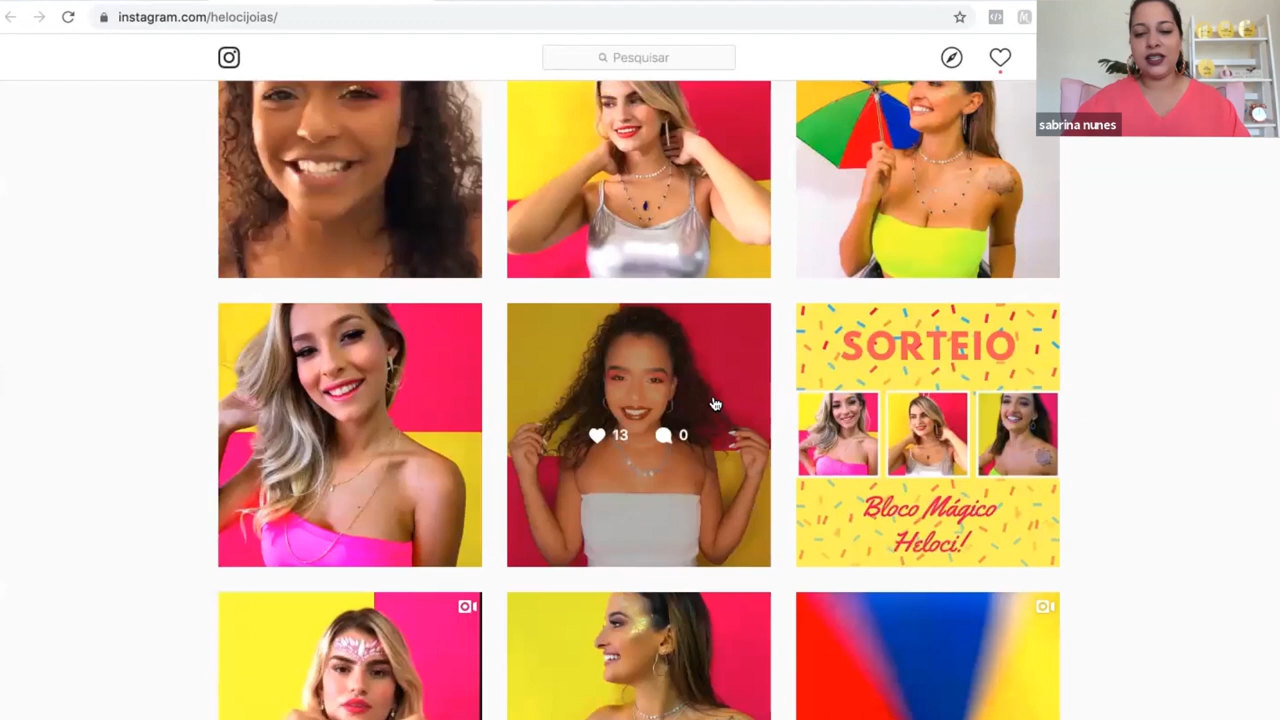 instagram.com/helocijoias/
Pesquisar
sabrina nunes
13
0
SORTEIO
Bloco Mágico
Heloci!